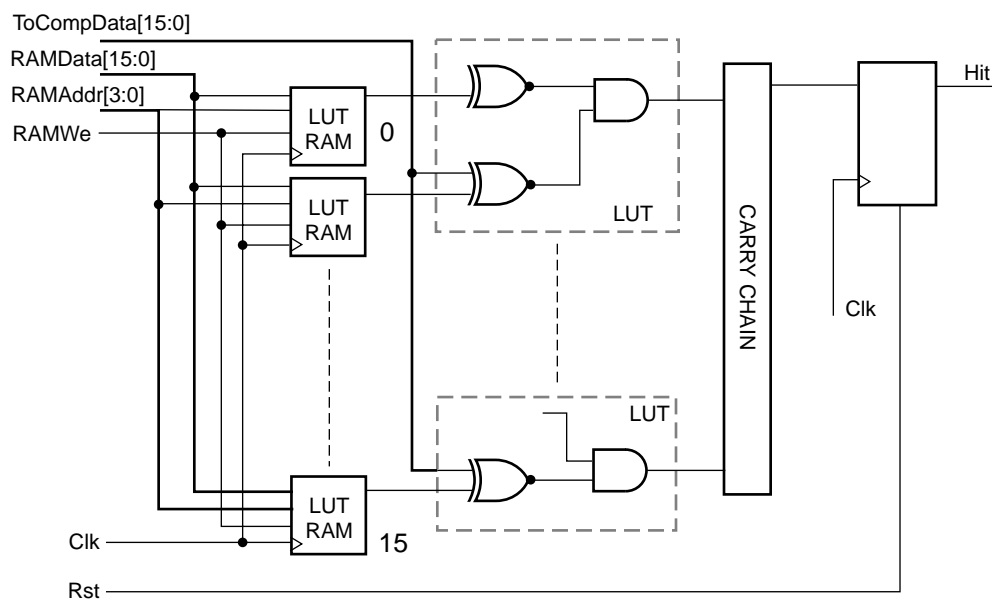 ToCompData[15:0]
RAMData[15:0]
RAMAddr[3:0]
RAMWe
LUT
RAM
0
LUT
RAM
LUT
CARRY CHAIN
Hit
Clk
LUT
LUT
RAM
15
Clk
Rst